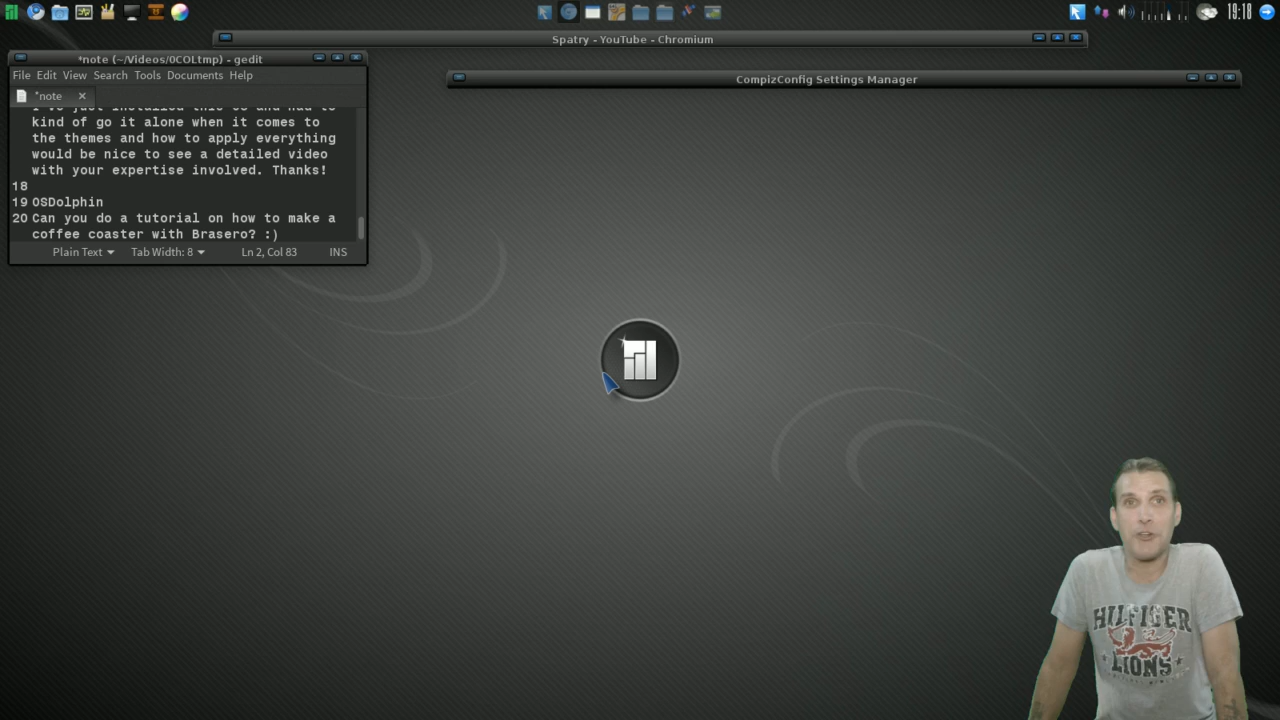 19:18
Spatry - YouTube - Chromium
*note (~/Videos/0COLtmp) - gedit
CompizConfig Settings Manager
File Edit View Search Tools Documents Help
*note
kind of go it alone when it comes to
the themes and how to apply everything
would be nice to see a detailed video
with your expertise involved. Thanks!
18
19 OSDolphin
20 Can you do a tutorial on how to make a
coffee coaster with Brasero? :)
Plain Text Tab Width: 8 Ln 2, Col 83 INS
HILFIGER
LIONS